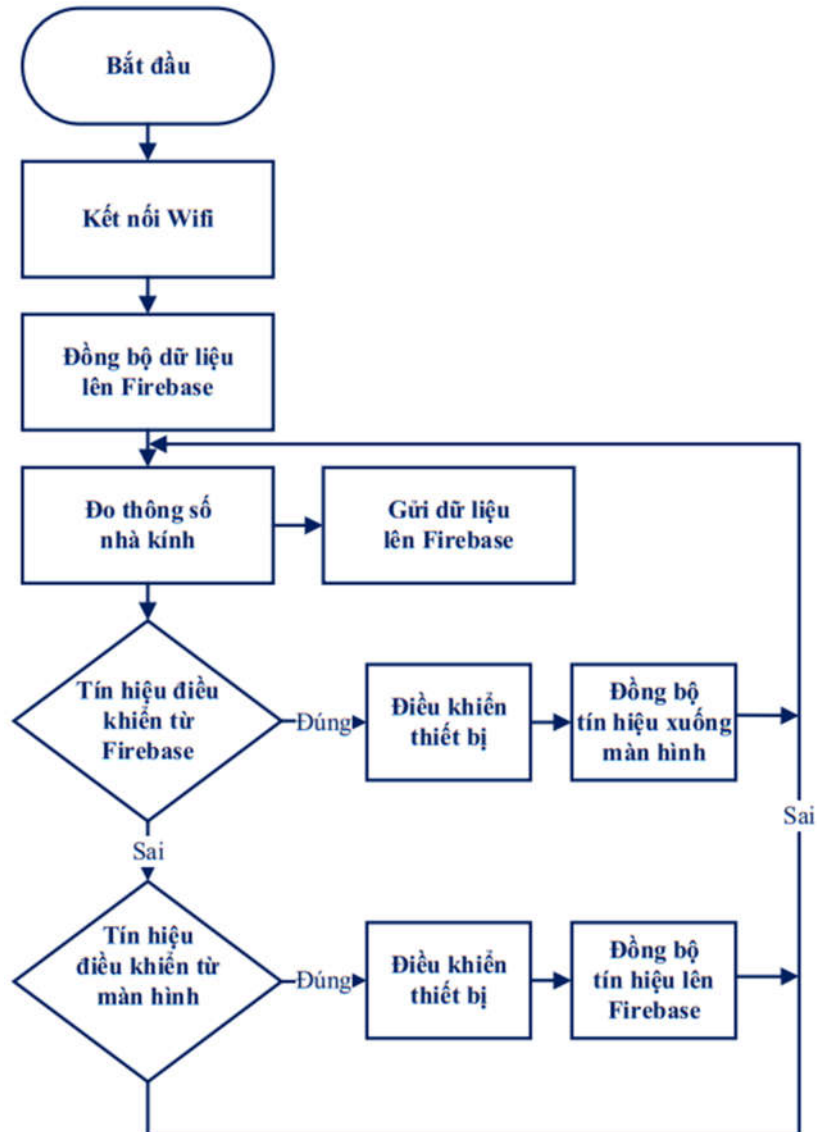 Bắt đầu
Kết nối Wifi
Đồng bộ dữ liệu
lên Firebase
Đo thông số
nhà kính
Gửi dữ liệu
lên Firebase
Tín hiệu điều
khiển từ
Firebase
Đúng
Điều khiển
thiết bị
Đồng bộ
tín hiệu xuống
màn hình
Sai
Sai
Tín hiệu
điều khiển từ
màn hình
Đúng
Điều khiển
thiết bị
Đồng bộ
tín hiệu lên
Firebase